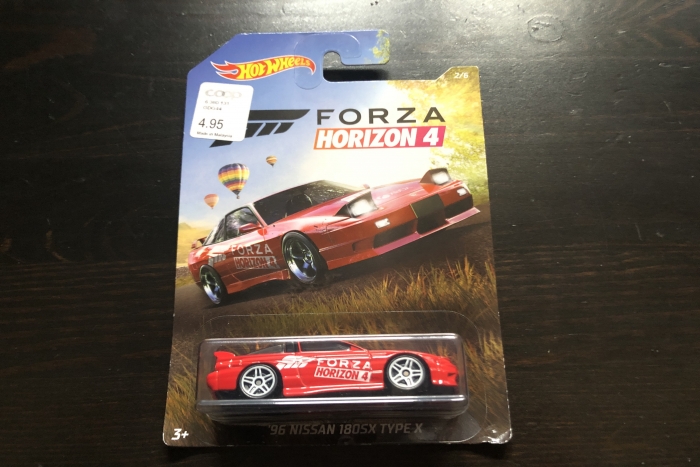 Hot Wheels
2/6
coop
4.95
Made in Malaysia
FORZA
HORIZON 4
FORZA
HORIZON 4
FORZA
HORIZON 4
3+
'96 NISSAN 180SX TYPE X